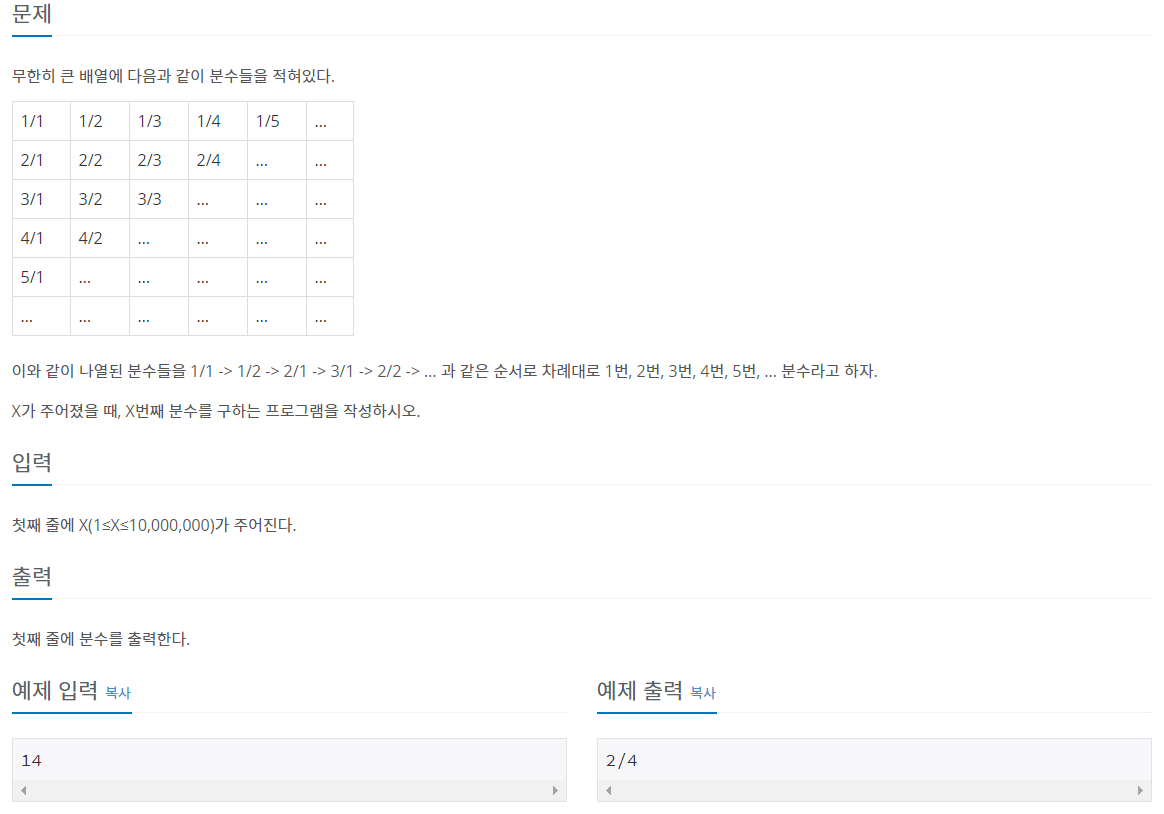 문제
무한히 큰 배열에 다음과 같이 분수들을 적혀있다.
1/1 1/2 1/3 1/4 1/5 ...
2/1 2/2 2/3 2/4 ... ...
3/1 3/2 3/3 ... ... ...
4/1 4/2 ... ... ... ...
5/1 ... ... ... ... ...
... ... ... ... ... ...
이와 같이 나열된 분수들을 1/1 -> 1/2 -> 2/1 -> 3/1 -> 2/2 -> ... 과 같은 순서로 차례대로 1번, 2번, 3번, 4번, 5번, ... 분수라고 하자.
X가 주어졌을 때, X번째 분수를 구하는 프로그램을 작성하시오.
입력
첫째 줄에 X(1≤X≤10,000,000)가 주어진다.
출력
첫째 줄에 분수를 출력한다.
예제 입력 복사
14
예제 출력 복사
2/4